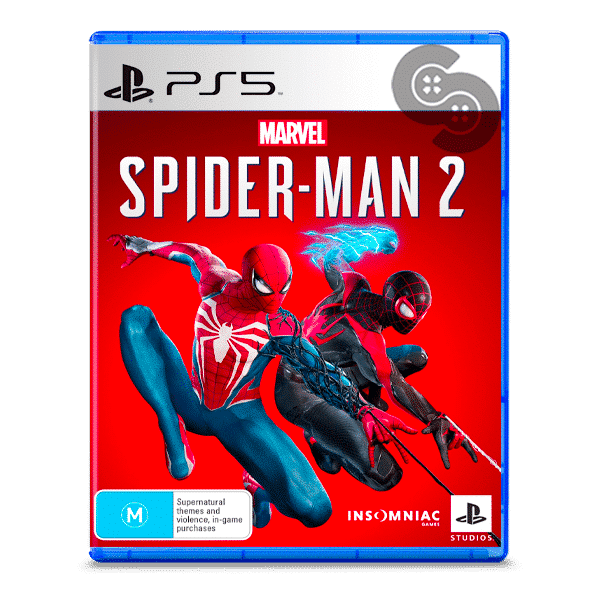 PS5
MARVEL
SPIDER-MAN 2
M
Supernatural
themes and
violence, in-game
purchases
INSOMNIAC
GAMES
STUDIOS